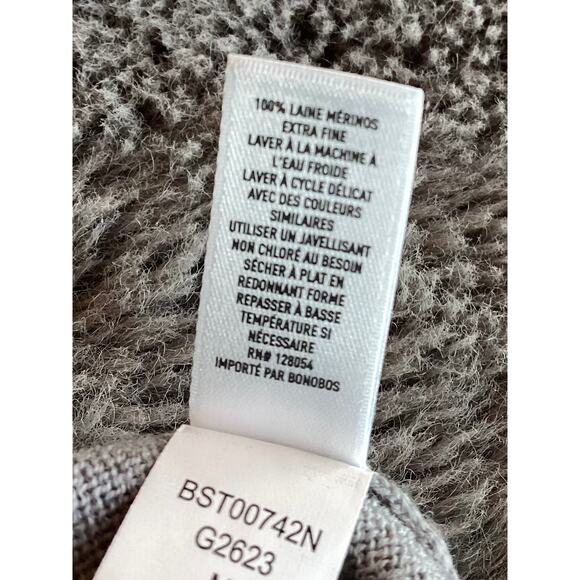 100% LAINE MÉRINOS
EXTRA FINE
LAVER À LA MACHINE À
L'EAU FROIDE
LAVER À CYCLE DÉLICAT
AVEC DES COULEURS
SIMILAIRES
UTILISER UN JAVELLISANT
NON CHLORÉ AU BESOIN
SÉCHER À PLAT EN
REDONNANT FORME
REPASSER À BASSE
TEMPÉRATURE SI
NÉCESSAIRE
RN# 128054
IMPORTÉ PAR BONOBOS
BST00742N
G2623